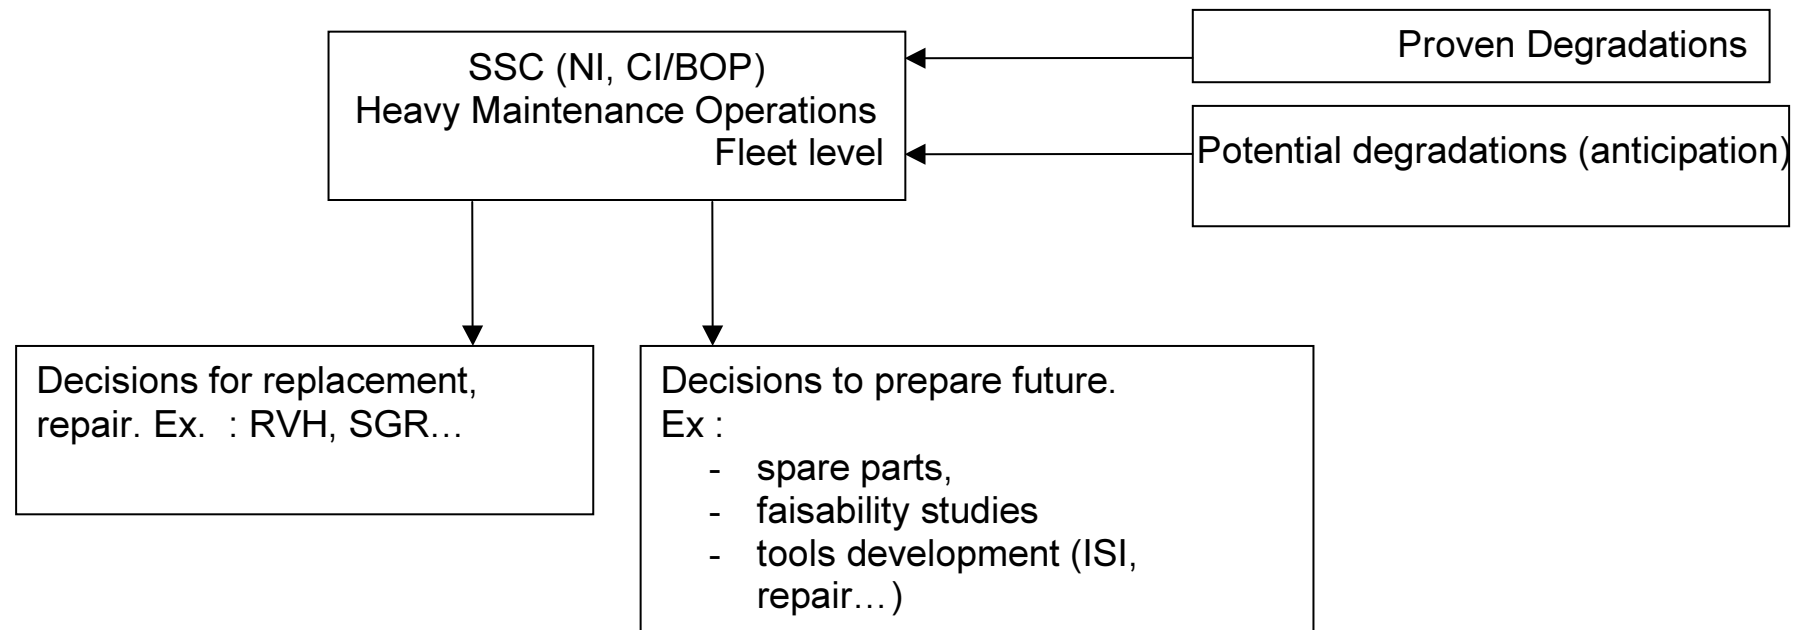 SSC (NI, CI/BOP)
Heavy Maintenance Operations
Fleet level
Proven Degradations
Potential degradations (anticipation)
Decisions for replacement,
repair. Ex.  : RVH, SGR…
Decisions to prepare future.
Ex :
- spare parts,
- faisability studies
- tools development (ISI,
repair…)